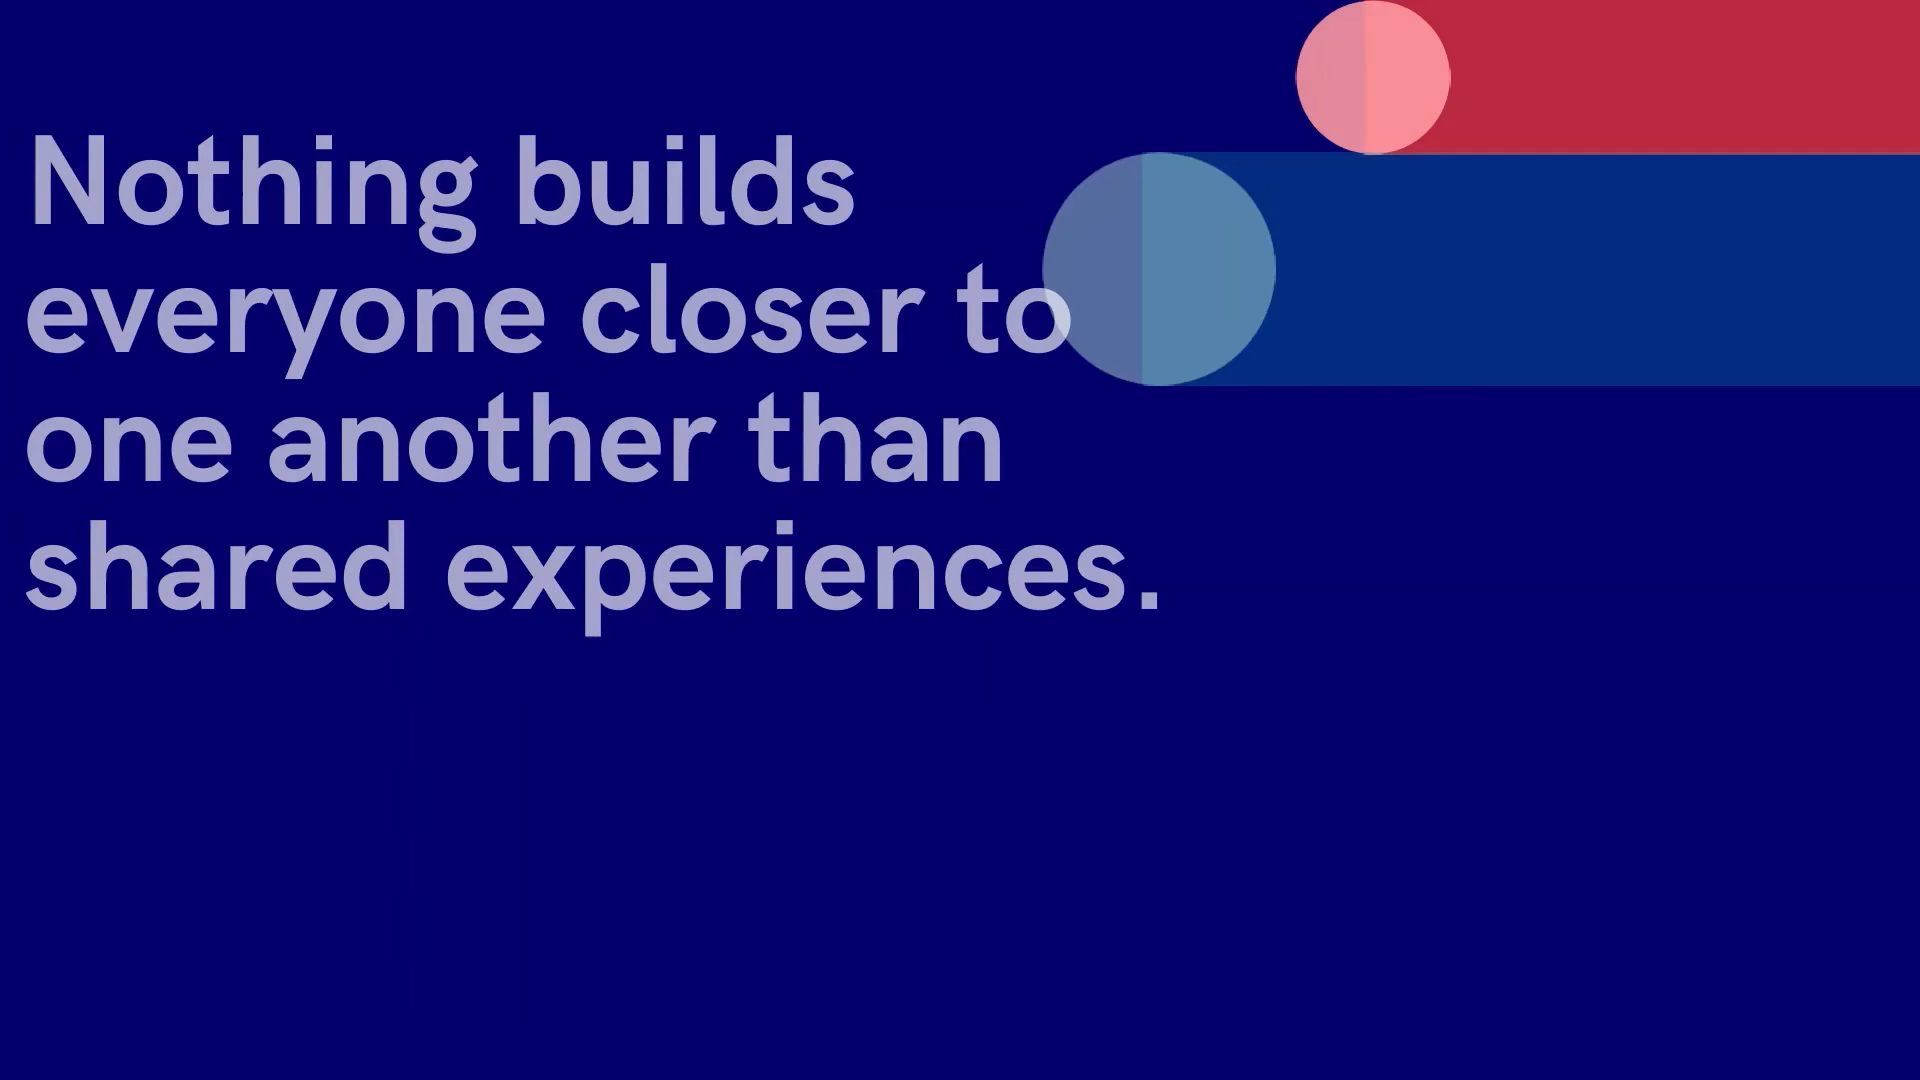 Nothing builds
everyone closer to
one another than
shared experiences.